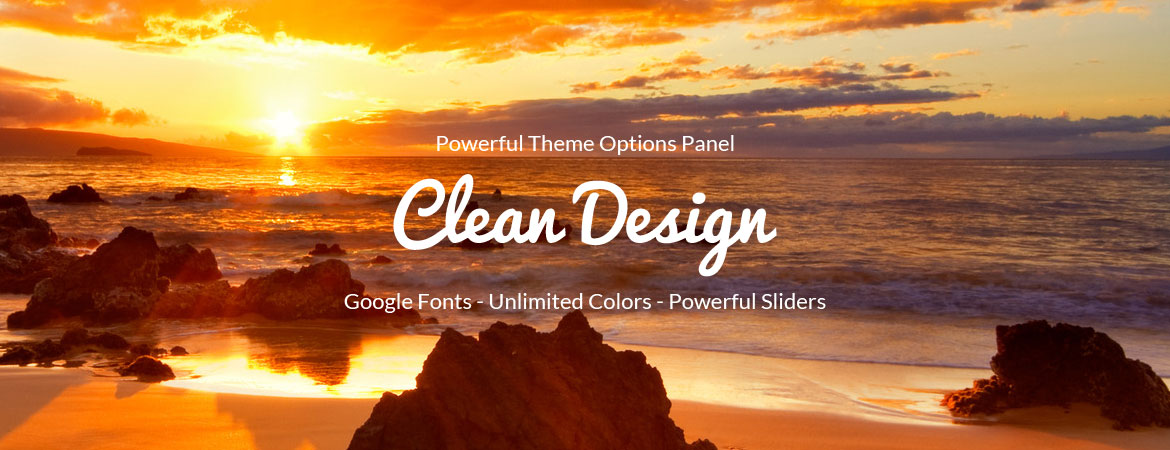 Powerful Theme Options Panel
Clean Design
Google Fonts - Unlimited Colors - Powerful Sliders